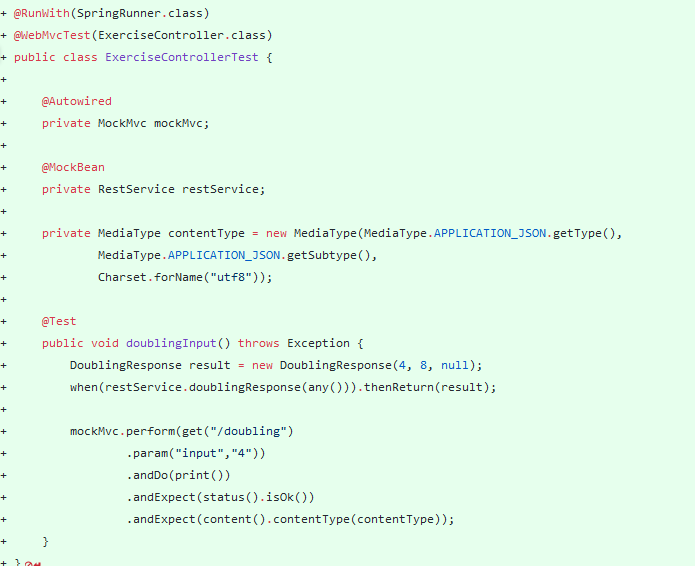 + @RunWith(SpringRunner.class)
+ @WebMvcTest(ExerciseController.class)
+ public class ExerciseControllerTest {
+
+     @Autowired
+     private MockMvc mockMvc;
+
+     @MockBean
+     private RestService restService;
+
+     private MediaType contentType = new MediaType(MediaType.APPLICATION_JSON.getType(),
+             MediaType.APPLICATION_JSON.getSubtype(),
+             Charset.forName("utf8"));
+
+     @Test
+     public void doublingInput() throws Exception {
+         DoublingResponse result = new DoublingResponse(4, 8, null);
+         when(restService.doublingResponse(any())).thenReturn(result);
+
+         mockMvc.perform(get("/doubling")
+                 .param("input","4"))
+                 .andDo(print())
+                 .andExpect(status().isOk())
+                 .andExpect(content().contentType(contentType));
+     }
+ }